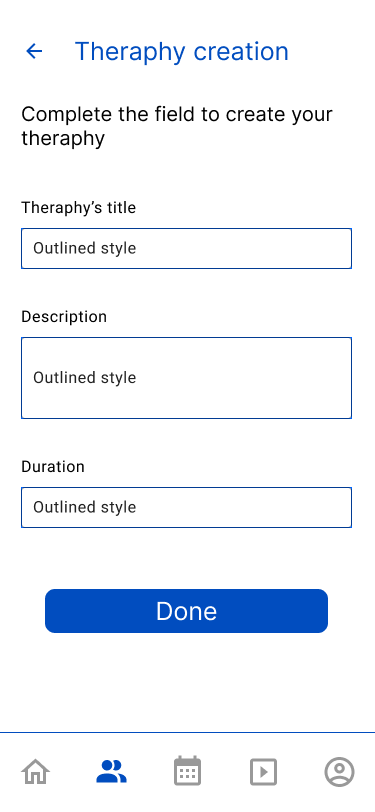 Theraphy creation
Complete the field to create your
theraphy
Theraphy’s title
Outlined style
Description
Outlined style
Duration
Outlined style
Done